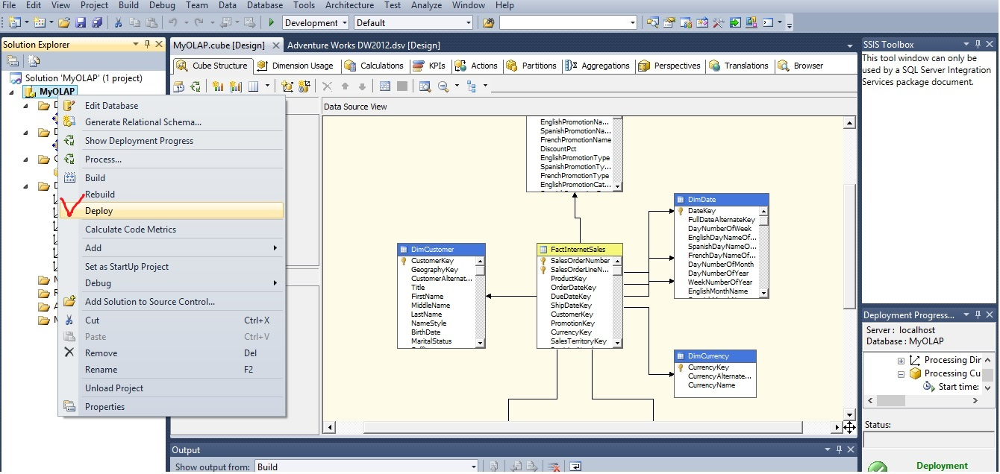 File Edit View Project Build Debug Team Data Database Tools Architecture Test Analyze Window Help
Development Default
Solution Explorer
Solution 'MyOLAP' (1 project)
MyOLAP
Edit Database
Generate Relational Schema...
Show Deployment Progress
Process...
Build
Rebuild
Deploy
Calculate Code Metrics
Add
Set as StartUp Project
Debug
Add Solution to Source Control...
Cut Ctrl+X
Paste Ctrl+V
Remove Del
Rename F2
Unload Project
Properties
MyOLAP.cube [Design] Adventure Works DW2012.dsv [Design]
Cube Structure Dimension Usage Calculations KPIs Actions Partitions Aggregations Perspectives Translations Browser
Data Source View
EnglishPromotionNa...
SpanishPromotionNa...
FrenchPromotionName
DiscountPct
EnglishPromotionType
SpanishPromotionTy...
FrenchPromotionType
EnglishPromotionCat...
DimCustomer
CustomerKey
GeographyKey
CustomerAlternat...
Title
FirstName
MiddleName
LastName
NameStyle
BirthDate
MaritalStatus
FactInternetSales
SalesOrderNumber
SalesOrderLineN...
ProductKey
OrderDateKey
DueDateKey
ShipDateKey
CustomerKey
PromotionKey
CurrencyKey
SalesTerritoryKey
DimDate
DateKey
FullDateAlternateKey
DayNumberOfWeek
EnglishDayNameOf...
SpanishDayNameO...
FrenchDayNameOf...
DayNumberOfMonth
DayNumberOfYear
WeekNumberOfYear
EnglishMonthName
DimCurrency
CurrencyKey
CurrencyAlternate...
CurrencyName
Output
Show output from: Build
SSIS Toolbox
This tool window can only be
used by a SQL Server Integration
Services package document.
Deployment Progress...
Server : localhost
Database : MyOLAP
Processing Dir
Processing Cu
Start time:
Status:
Deployment